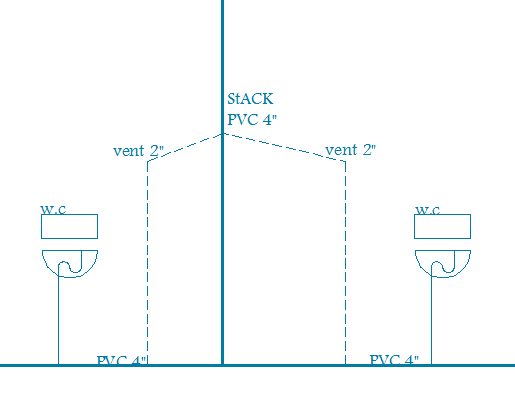 StACK
PVC 4"
vent 2"
vent 2"
w.c
w.c
PVC 4"
PVC 4"